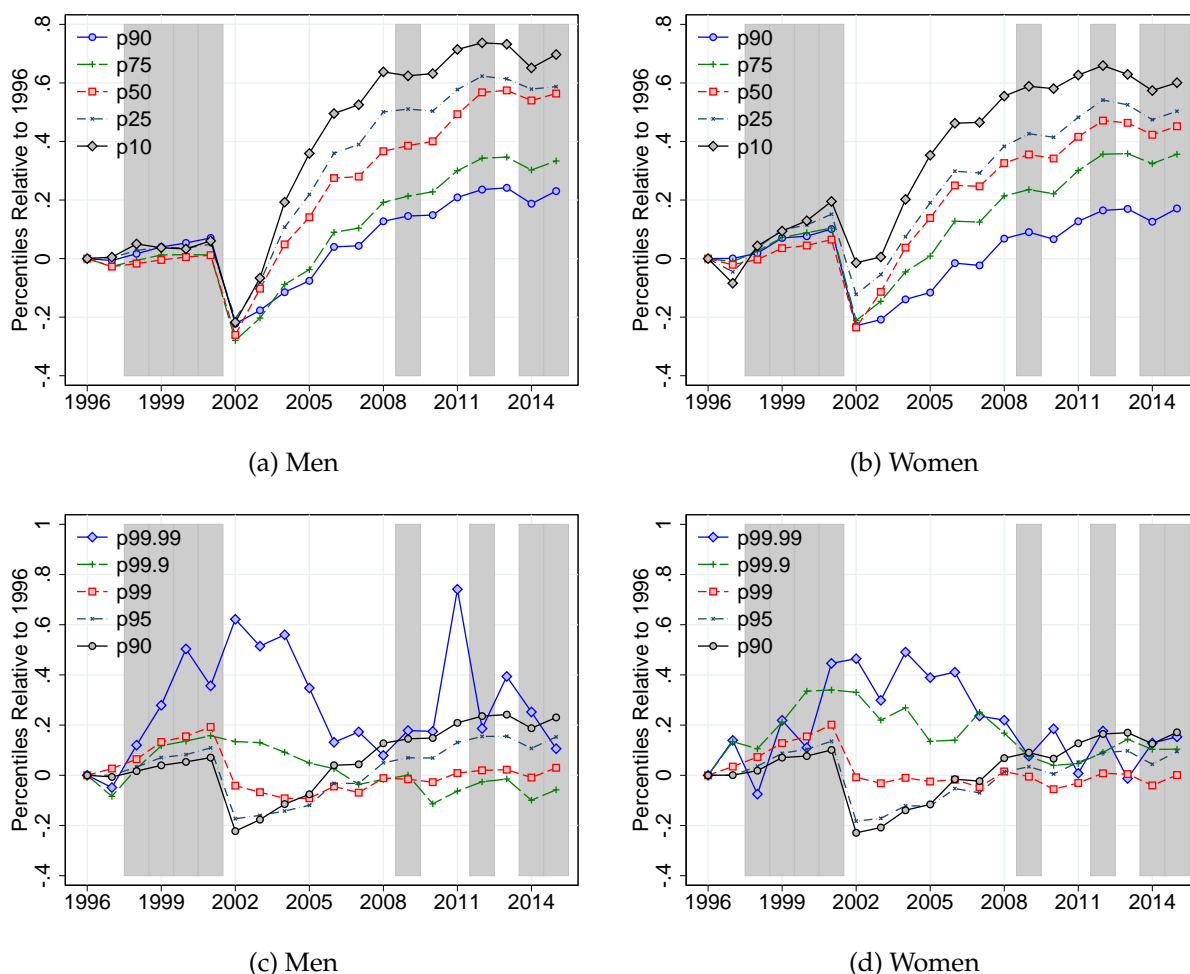 Percentiles Relative to 1996
.8
.6
.4
.2
0
-.2
-.4
p90
p75
p50
p25
p10
1996 1999 2002 2005 2008 2011 2014
(a) Men
Percentiles Relative to 1996
.8
.6
.4
.2
0
-.2
-.4
p90
p75
p50
p25
p10
1996 1999 2002 2005 2008 2011 2014
(b) Women
Percentiles Relative to 1996
1
.8
.6
.4
.2
0
-.2
-.4
p99.99
p99.9
p99
p95
p90
1996 1999 2002 2005 2008 2011 2014
(c) Men
Percentiles Relative to 1996
1
.8
.6
.4
.2
0
-.2
-.4
p99.99
p99.9
p99
p95
p90
1996 1999 2002 2005 2008 2011 2014
(d) Women